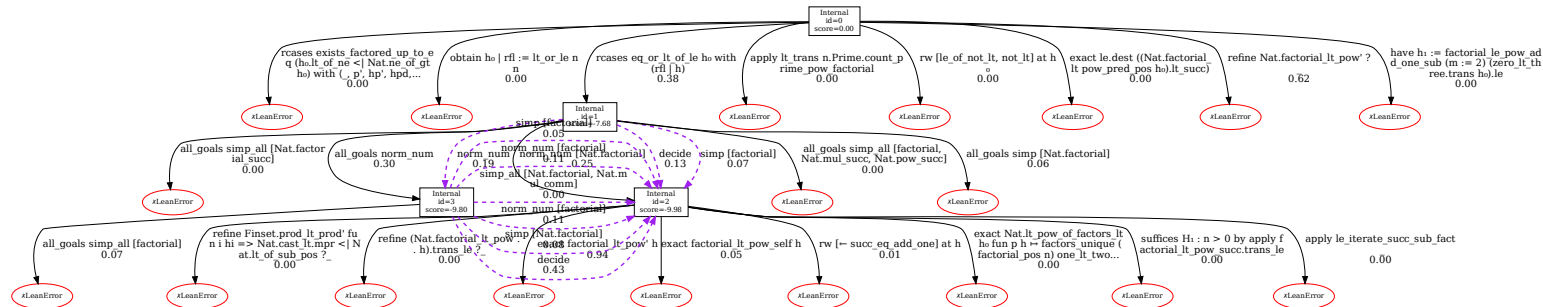 Internal
id=0
score=0.00
rcases exists_factored_up_to_e
q (h₀.lt_of_ne <| Nat.ne_of_gt
h₀) with (_, p', hp', hpd,...
0.00
obtain h₀ | rfl := lt_or_le n
n
0.00
rcases eq_or_lt_of_le h₀ with
(rfl | h)
0.38
apply lt_trans n.Prime.count_p
rime_pow factorial
0.00
rw [le_of_not_lt, not_lt] at h
₀
0.00
exact le.dest ((Nat.factorial_
lt pow_pred_pos h₀).lt_succ)
0.00
refine Nat.factorial_lt_pow' ?
_
0.62
have h₁ := factorial_le_pow_ad
d_one_sub (m := 2) (zero_lt_th
ree.trans h₀).le
0.00
✗LeanError
✗LeanError
Internal
id=1
✗LeanError
✗LeanError
✗LeanError
✗LeanError
✗LeanError
simp [factorial]
0.05
all_goals simp_all [Nat.factor
ial_succ]
0.00
all_goals norm_num
0.30
norm_num
0.19
norm_num [factorial]
0.11
norm_num [Nat.factorial]
0.25
decide
0.13
simp [factorial]
0.07
all_goals simp_all [factorial,
Nat.mul_succ, Nat.pow_succ]
0.00
all_goals simp [Nat.factorial]
0.06
simp_all [Nat.factorial, Nat.m
ul_comm]
0.00
✗LeanError
Internal
id=3
score=-9.80
Internal
id=2
score=-9.98
✗LeanError
✗LeanError
norm_num [factorial]
0.11
all_goals simp_all [factorial]
0.07
refine Finset.prod_lt_prod' fu
n i hi => Nat.cast_lt.mpr <| N
at.lt_of_sub_pos ?_
0.00
refine (Nat.factorial_lt_pow .
. h).trans_le ?_
0.00
simp [Nat.factorial]
decide
0.43
exact factorial_lt_pow' h
0.94
exact factorial_lt_pow_self h
0.05
rw [← succ_eq_add_one] at h
0.01
exact Nat.lt_pow_of_factors_lt
h₀ fun p h ↦ factors_unique (
factorial_pos n) one_lt_two...
0.00
suffices H₁ : n > 0 by apply f
actorial_lt_pow_succ.trans_le
0.00
apply le_iterate_succ_sub_fact
_
0.00
✗LeanError
✗LeanError
✗LeanError
✗LeanError
✗LeanError
✗LeanError
✗LeanError
✗LeanError
✗LeanError